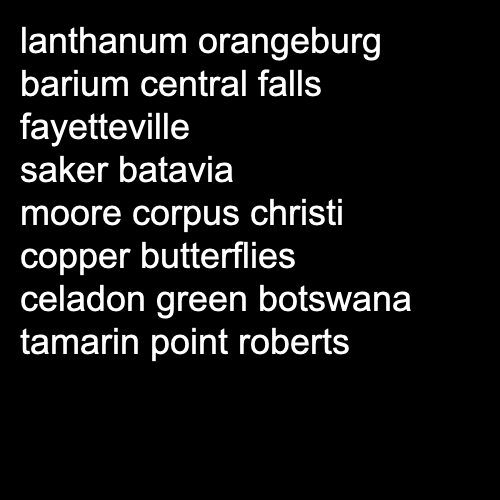 lanthanum orangeburg
barium central falls
fayetteville
saker batavia
moore corpus christi
copper butterflies
celadon green botswana
tamarin point roberts